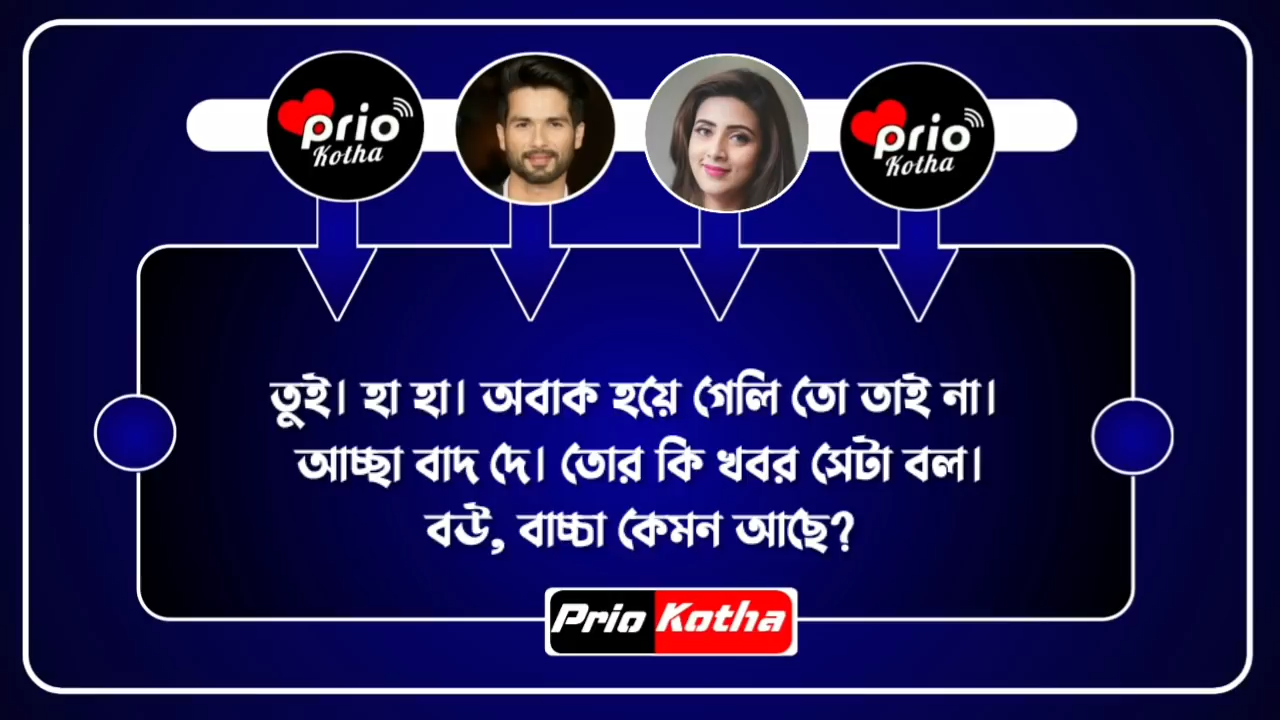 prio
Kotha
prio
Kotha
তুই। হা হা। অবাক হয়ে গেলি তো তাই না।
আচ্ছা বাদ দে। তোর কি খবর সেটা বল।
বউ, বাচ্চা কেমন আছে?
Prio Kotha